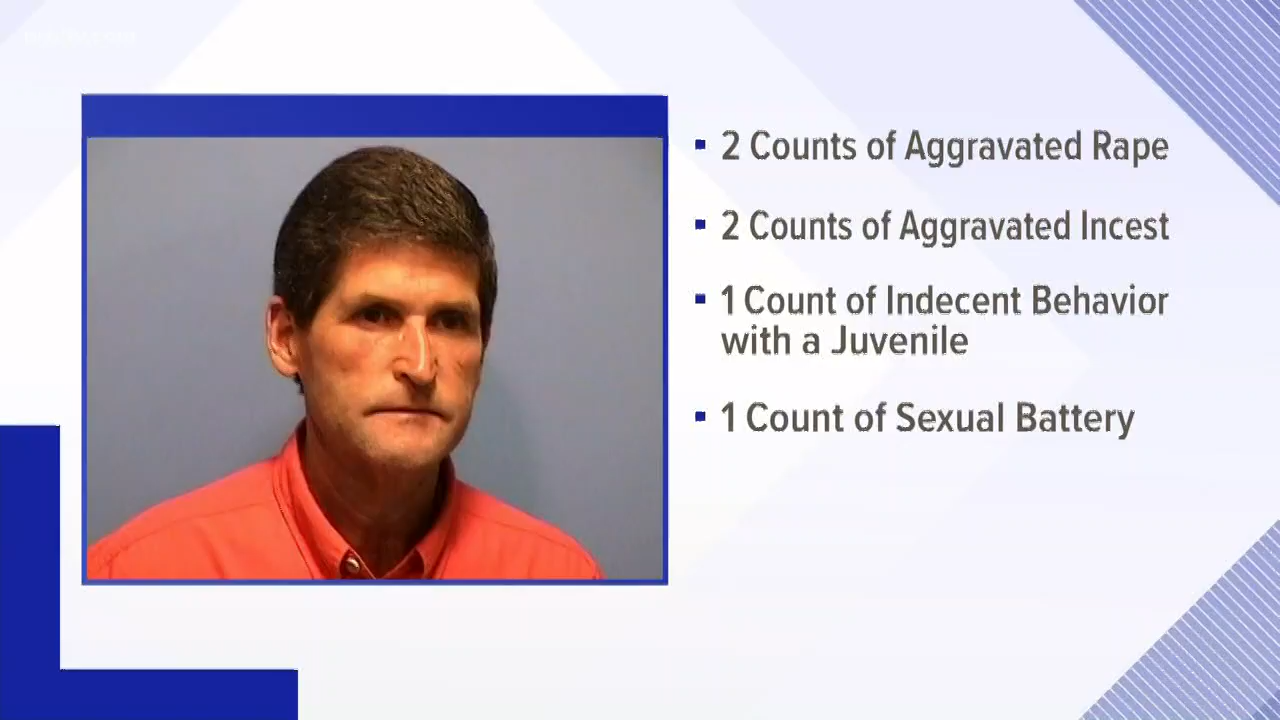 2 Counts of Aggravated Rape
2 Counts of Aggravated Incest
1 Count of Indecent Behavior
with a Juvenile
1 Count of Sexual Battery